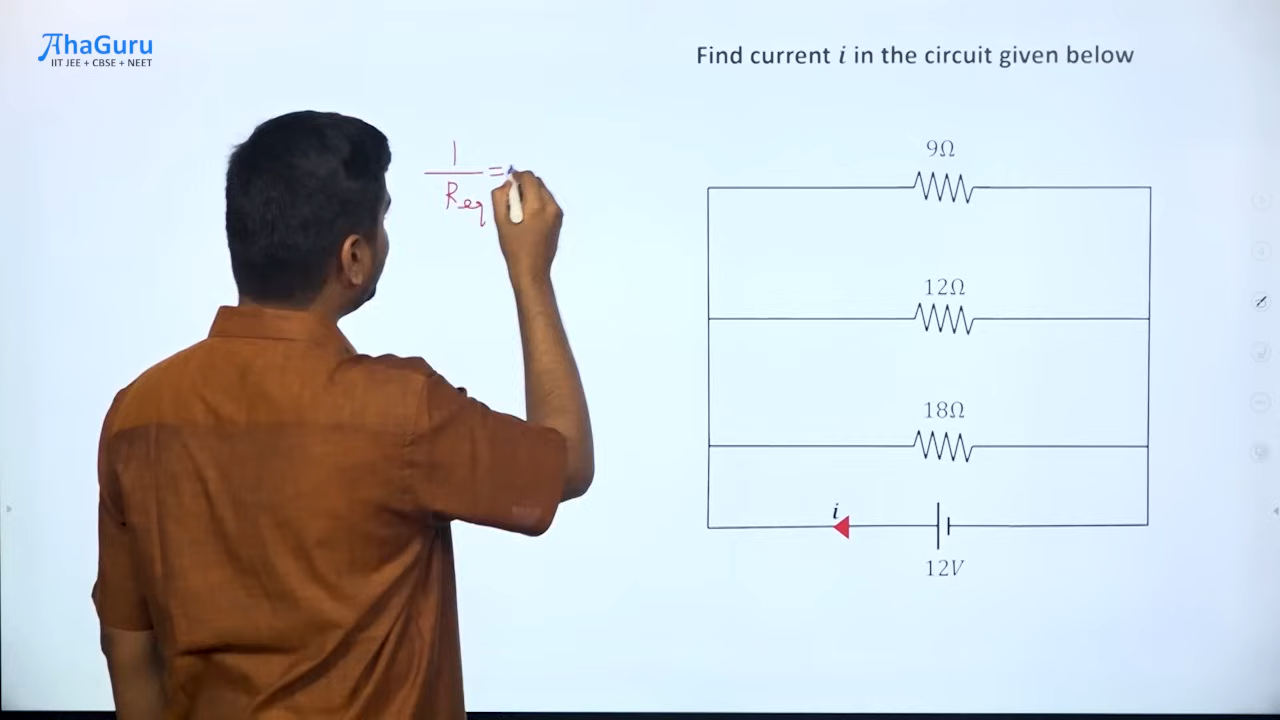 AhaGuru
IIT JEE + CBSE + NEET
Find current i in the circuit given below
1
Req
=
9Ω
12Ω
18Ω
i
12V